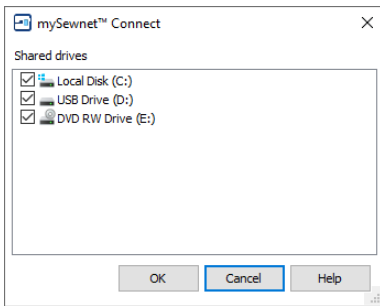 mySewnet™ Connect
Shared drives
Local Disk (C:)
USB Drive (D:)
DVD RW Drive (E:)
OK Cancel Help